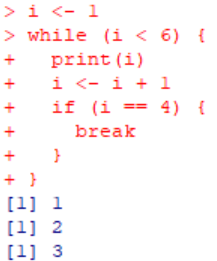 > i <- 1
> while (i < 6) {
+   print(i)
+   i <- i + 1
+   if (i == 4) {
+     break
+   }
+ }
[1] 1
[1] 2
[1] 3